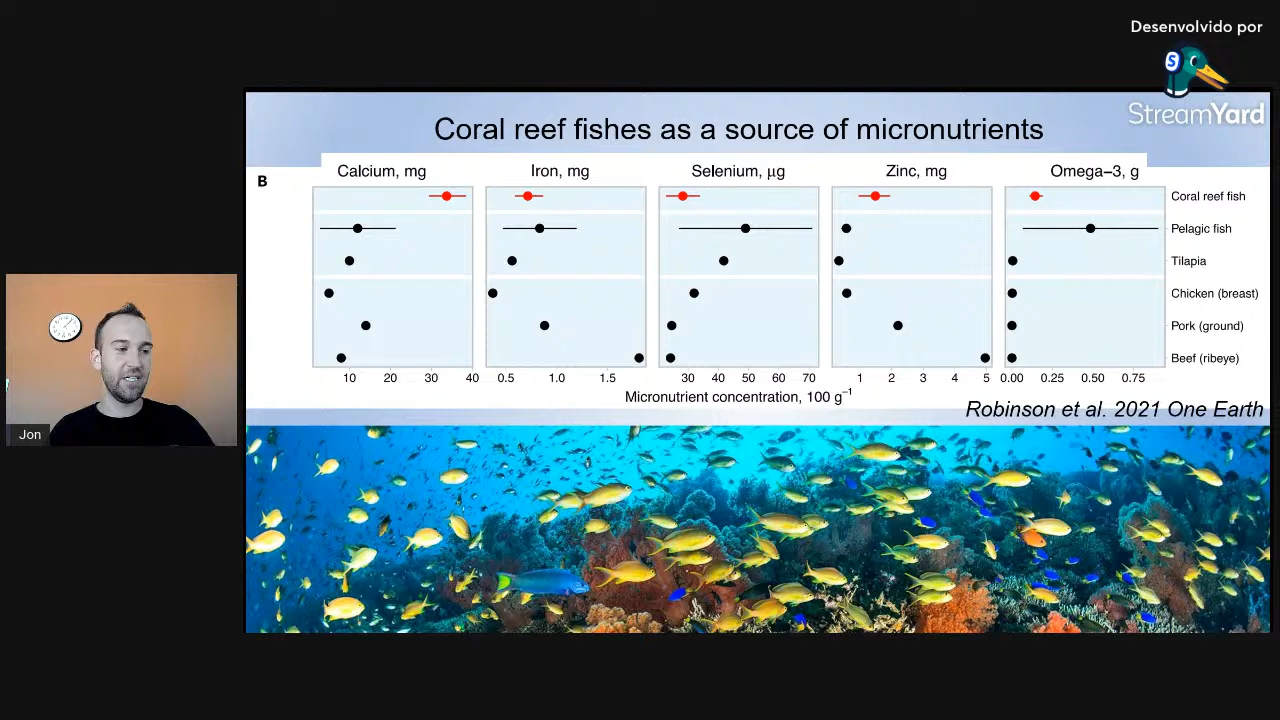 Desenvolvido por
S
StreamYard
Coral reef fishes as a source of micronutrients
B
Calcium, mg
Iron, mg
Selenium, μg
Zinc, mg
Omega−3, g
Coral reef fish
Pelagic fish
Tilapia
Chicken (breast)
Pork (ground)
Beef (ribeye)
10 20 30 40 0.5 1.0 1.5 30 40 50 60 70 1 2 3 4 5 0.00 0.25 0.50 0.75
Micronutrient concentration, 100 g⁻¹
Robinson et al. 2021 One Earth
Jon